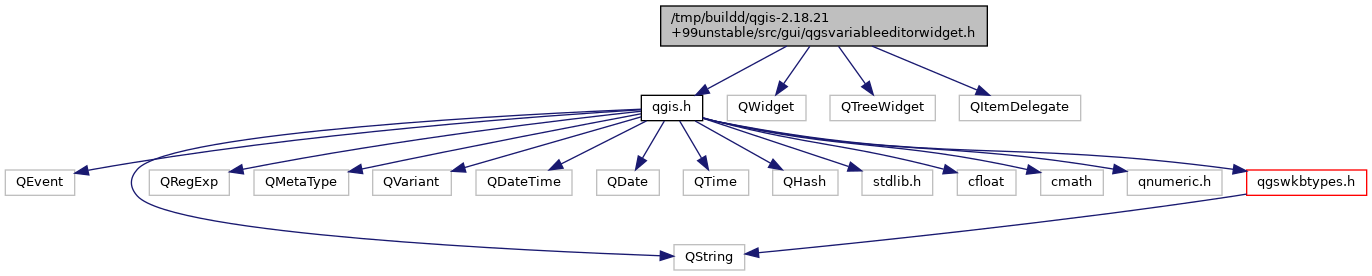 /tmp/buildd/qgis-2.18.21
+99unstable/src/gui/qgsvariableeditorwidget.h
qgis.h
QWidget
QTreeWidget
QItemDelegate
QEvent
QRegExp
QMetaType
QVariant
QDateTime
QDate
QTime
QHash
stdlib.h
cfloat
cmath
qnumeric.h
qgswkbtypes.h
QString